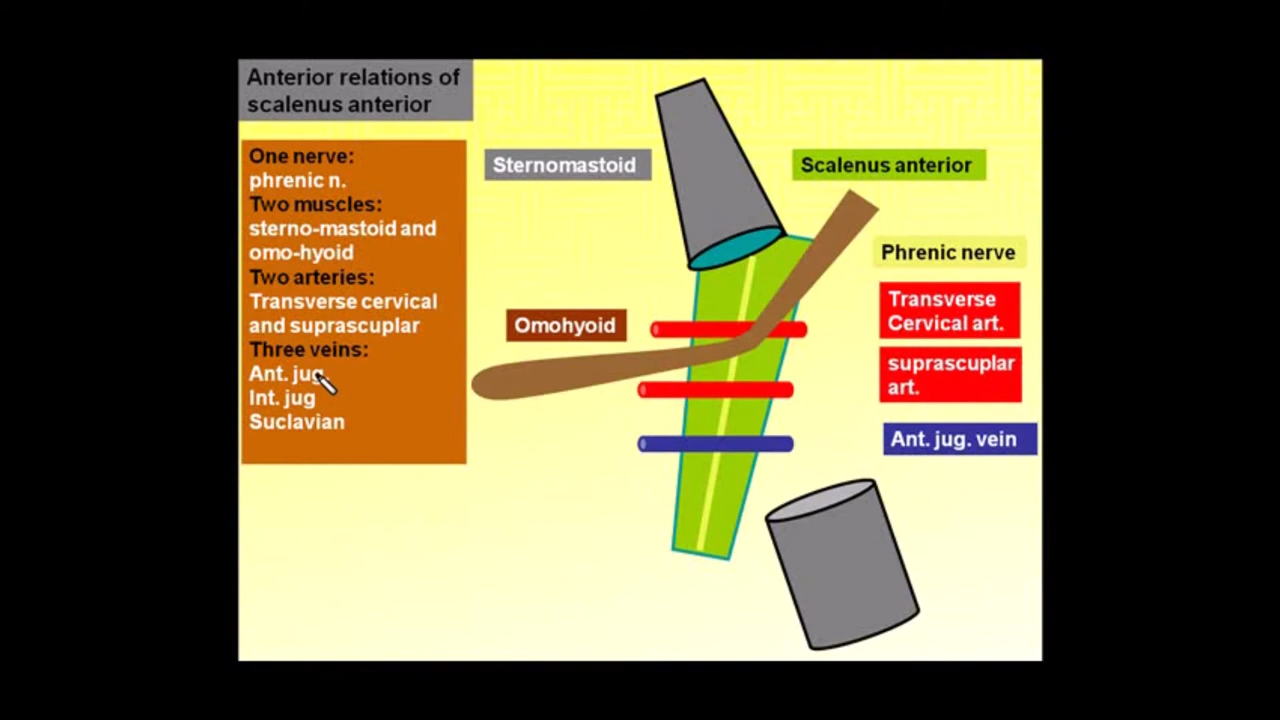 Anterior relations of
scalenus anterior
One nerve:
phrenic n.
Two muscles:
sterno-mastoid and
omo-hyoid
Two arteries:
Transverse cervical
and suprascuplar
Three veins:
Ant. jug
Int. jug
Suclavian
Sternomastoid
Scalenus anterior
Phrenic nerve
Omohyoid
Transverse
Cervical art.
suprascuplar
art.
Ant. jug. vein